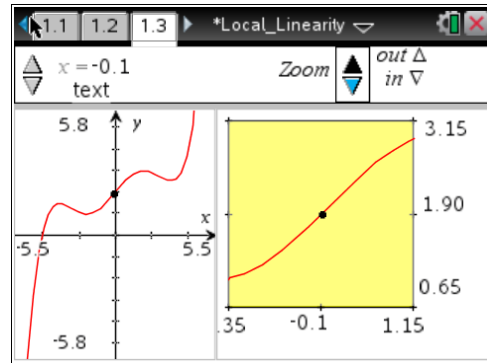 1.1 1.2 1.3 *Local_Linearity
x = -0.1
text
Zoom
out Δ
in ∇
5.8 y
x
-5.5 5.5
-5.8
3.15
1.90
0.65
.35 -0.1 1.15